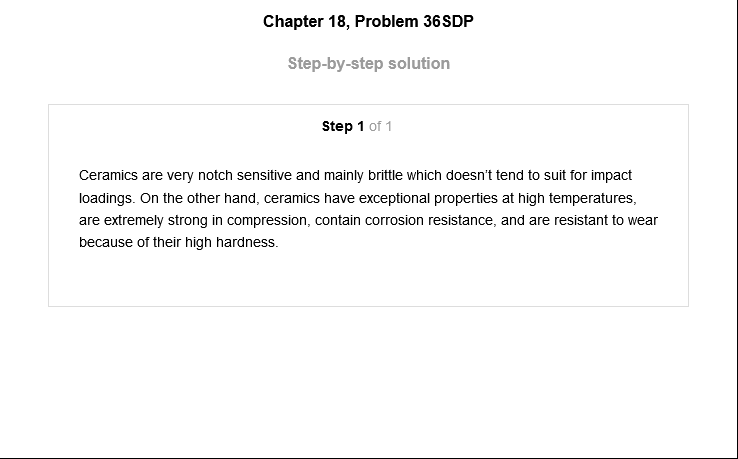 Chapter 18, Problem 36SDP
Step-by-step solution
Step 1 of 1
Ceramics are very notch sensitive and mainly brittle which doesn’t tend to suit for impact
loadings. On the other hand, ceramics have exceptional properties at high temperatures,
are extremely strong in compression, contain corrosion resistance, and are resistant to wear
because of their high hardness.